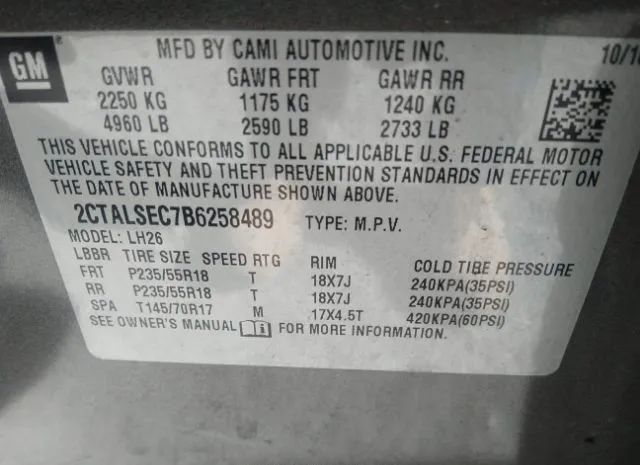 GM
MFD BY CAMI AUTOMOTIVE INC. 10/1
GVWR GAWR FRT GAWR RR
2250 KG 1175 KG 1240 KG
4960 LB 2590 LB 2733 LB
THIS VEHICLE CONFORMS TO ALL APPLICABLE U.S. FEDERAL MOTOR
VEHICLE SAFETY AND THEFT PREVENTION STANDARDS IN EFFECT ON
THE DATE OF MANUFACTURE SHOWN ABOVE.
2CTALSEC7B6258489 TYPE: M.P.V.
MODEL: LH26
LBBR TIRE SIZE SPEED RTG RIM COLD TIRE PRESSURE
FRT P235/55R18 T 18X7J 240KPA(35PSI)
RR P235/55R18 T 18X7J 240KPA(35PSI)
SPA T145/70R17 M 17X4.5T 420KPA(60PSI)
SEE OWNER'S MANUAL FOR MORE INFORMATION.